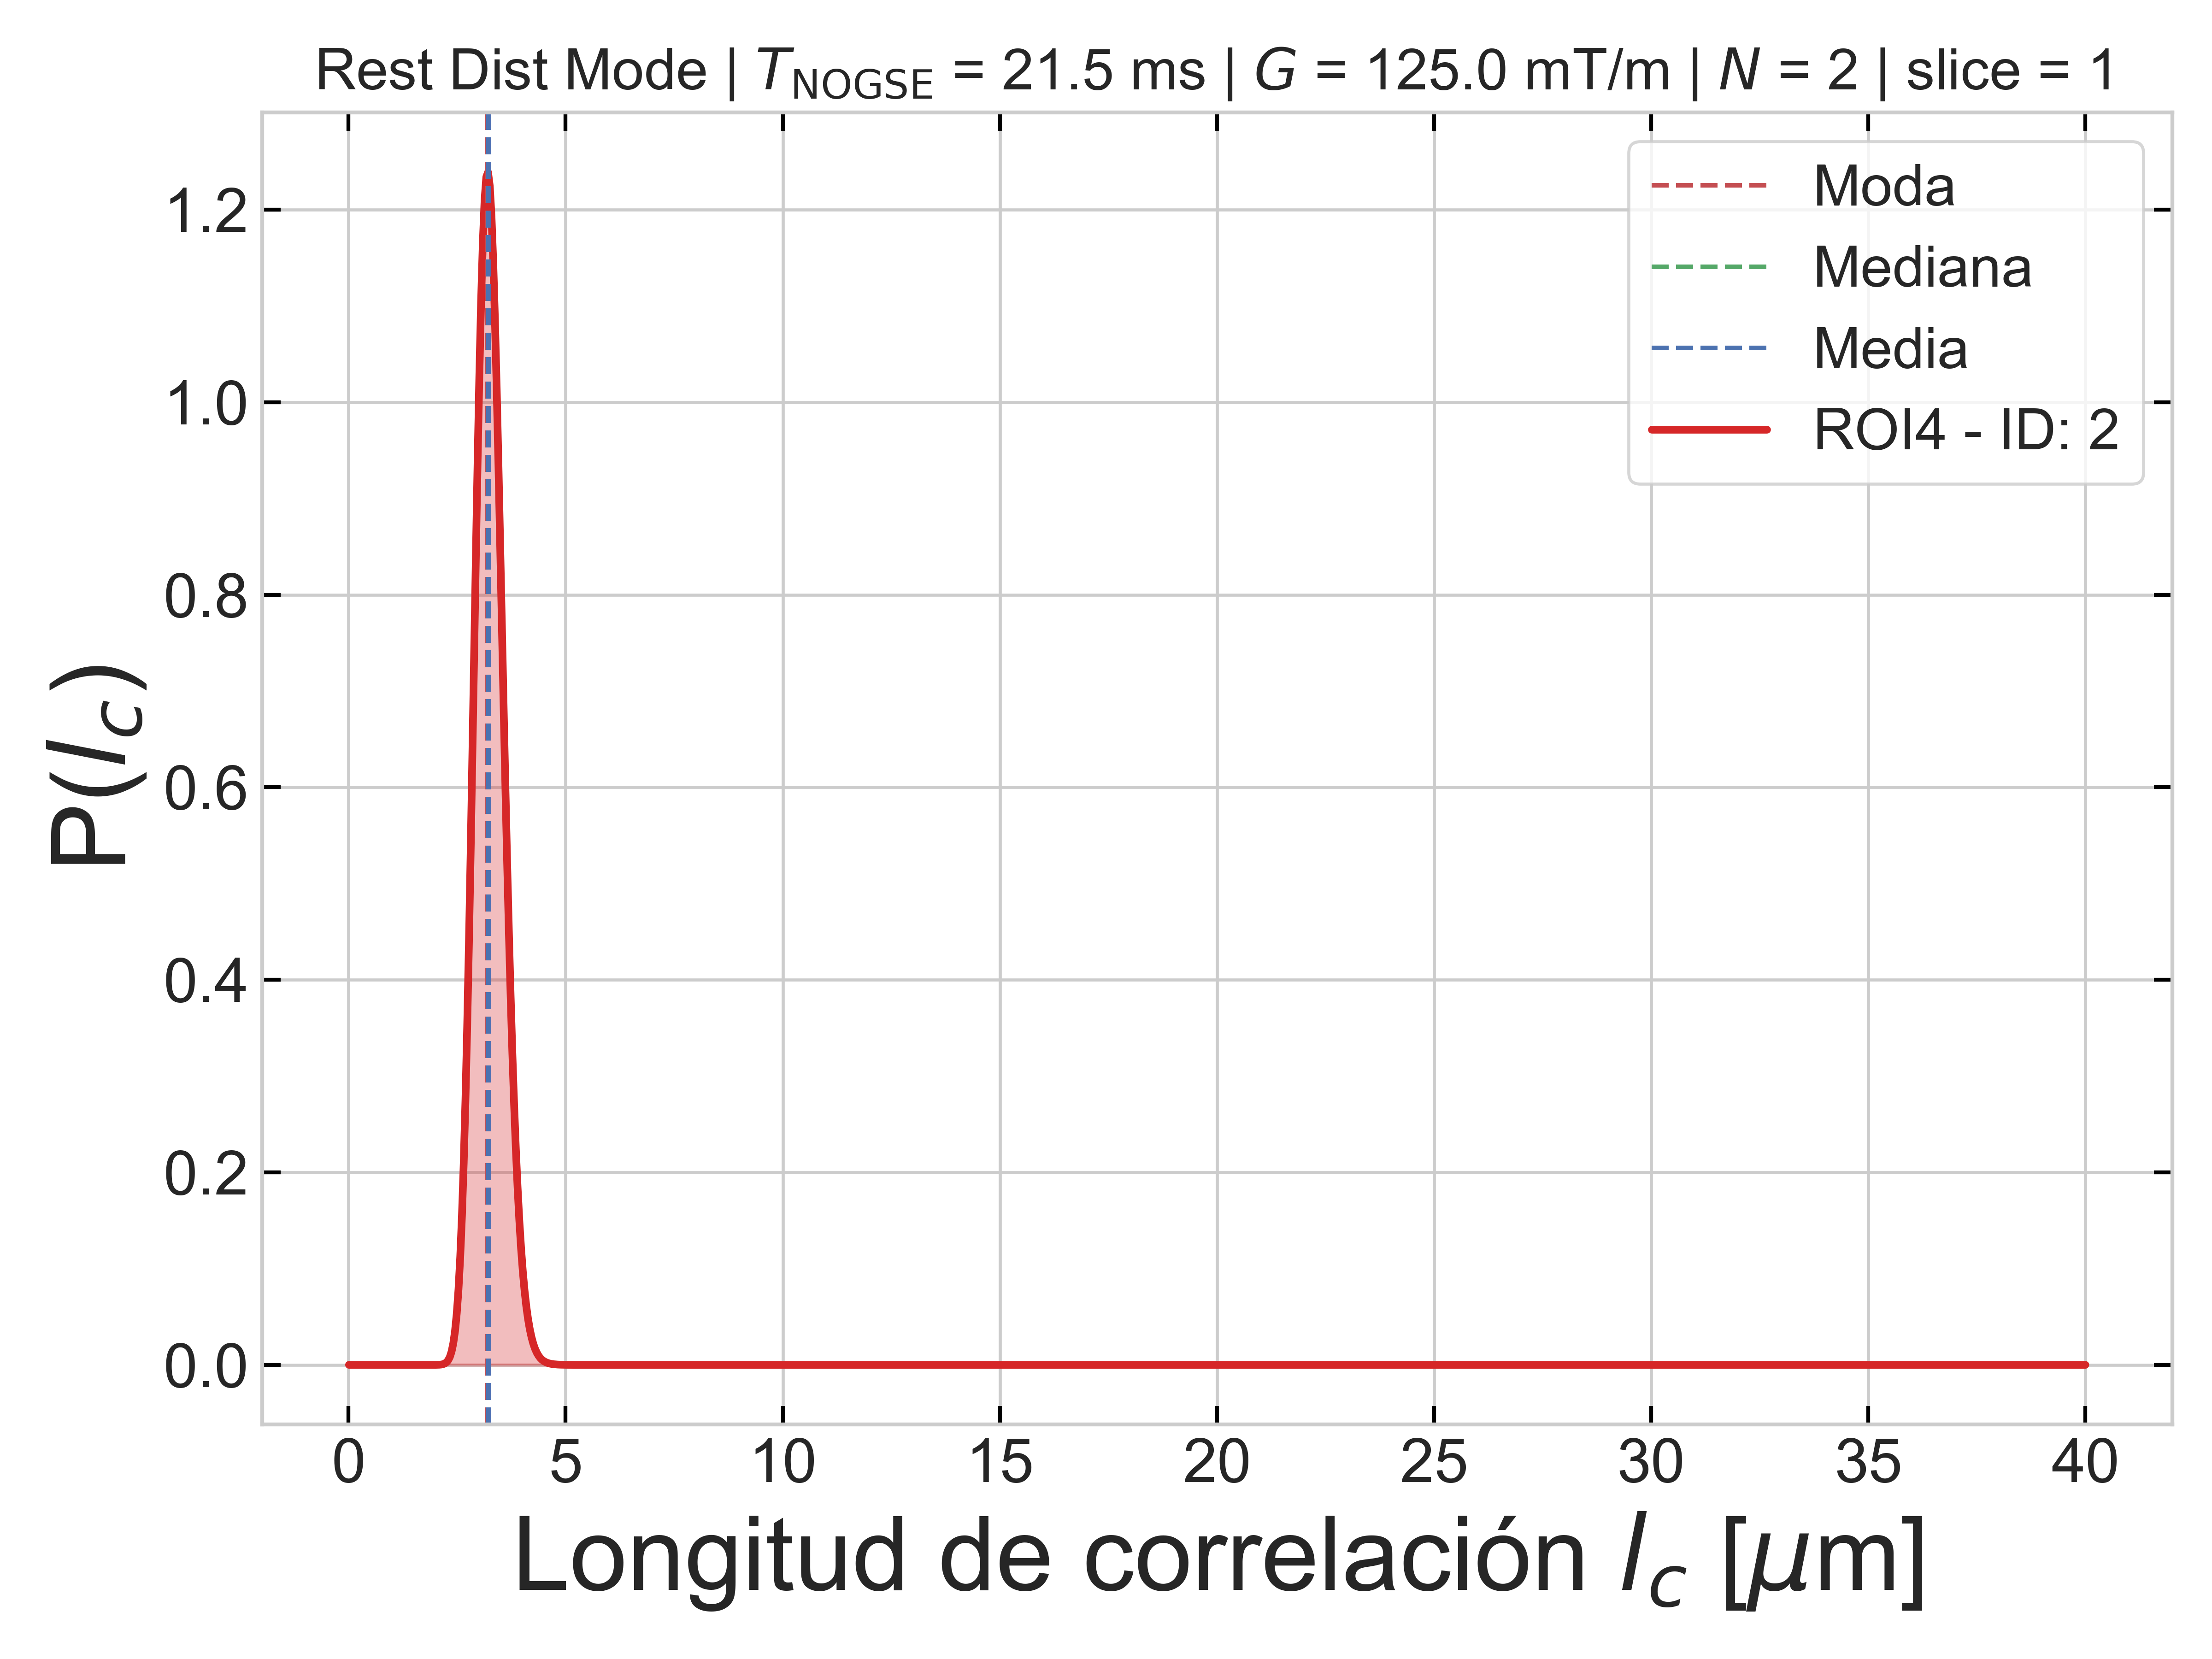 Rest Dist Mode | T_NOGSE = 21.5 ms | G = 125.0 mT/m | N = 2 | slice = 1
Moda
Mediana
Media
ROI4 - ID: 2
P(l_c)
1.2
1.0
0.8
0.6
0.4
0.2
0.0
0 5 10 15 20 25 30 35 40
Longitud de correlación l_c [μm]